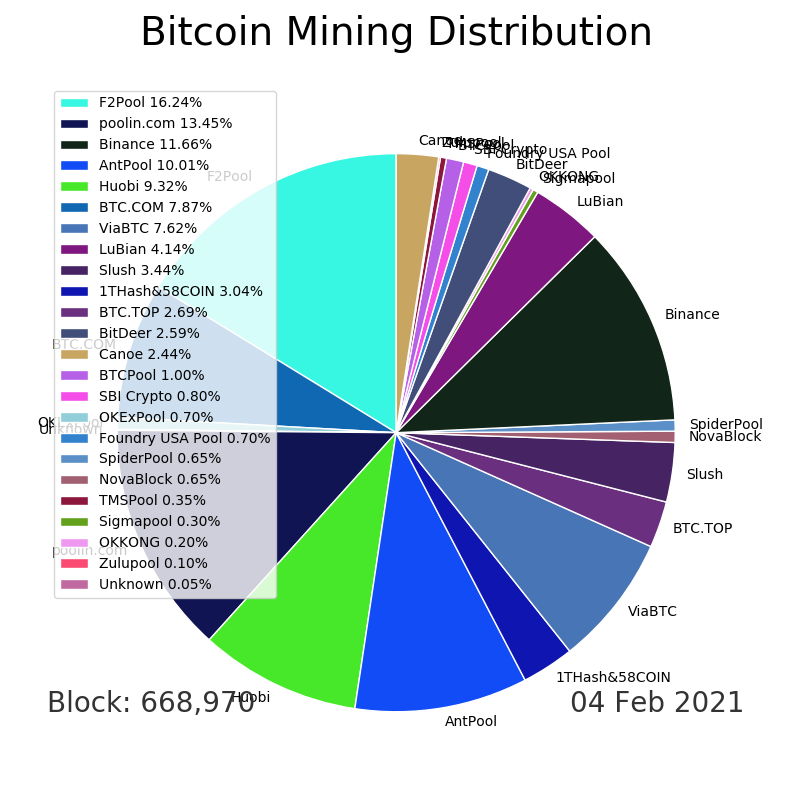 Bitcoin Mining Distribution
F2Pool 16.24%
poolin.com 13.45%
Binance 11.66%
AntPool 10.01%
Huobi 9.32%
BTC.COM 7.87%
ViaBTC 7.62%
LuBian 4.14%
Slush 3.44%
1THash&58COIN 3.04%
BTC.TOP 2.69%
BitDeer 2.59%
Canoe 2.44%
BTCPool 1.00%
SBI Crypto 0.80%
OKExPool 0.70%
Foundry USA Pool 0.70%
SpiderPool 0.65%
NovaBlock 0.65%
TMSPool 0.35%
Sigmapool 0.30%
OKKONG 0.20%
Zulupool 0.10%
Unknown 0.05%
Canoe
SBI Crypto
Foundry USA Pool
BitDeer
OKKONG
Sigmapool
LuBian
Binance
SpiderPool
NovaBlock
Slush
BTC.TOP
ViaBTC
1THash&58COIN
AntPool
Huobi
poolin.com
Unknown
BTC.COM
F2Pool
Block: 668,970
04 Feb 2021